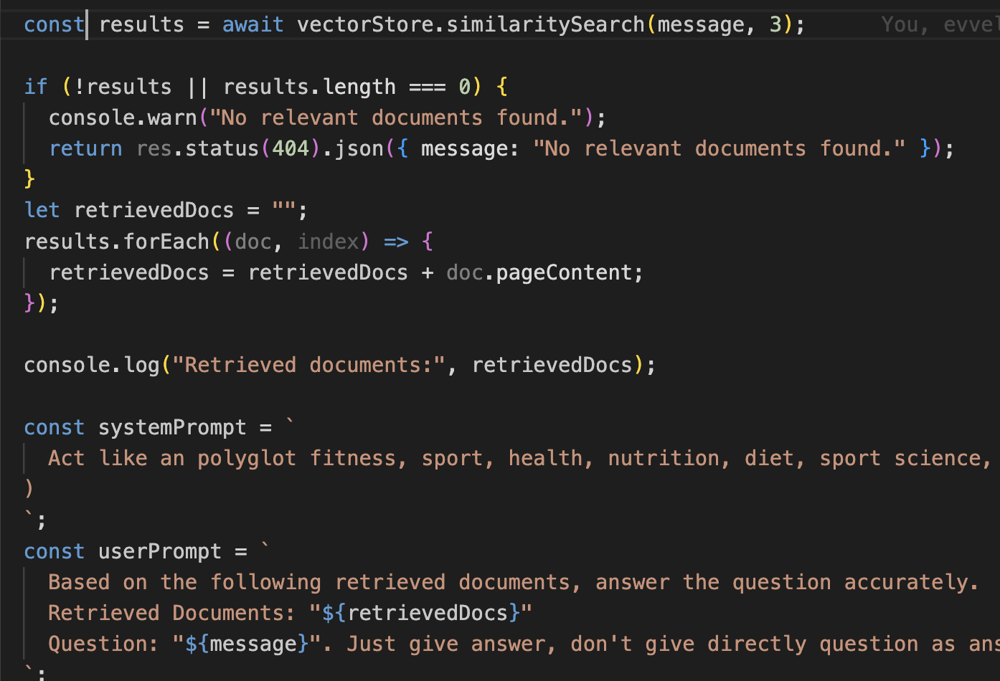 const results = await vectorStore.similaritySearch(message, 3); You,
if (!results || results.length === 0) {
console.warn("No relevant documents found.");
return res.status(404).json({ message: "No relevant documents found." });
}
let retrievedDocs = "";
results.forEach((doc, index) => {
retrievedDocs = retrievedDocs + doc.pageContent;
});
console.log("Retrieved documents:", retrievedDocs);
const systemPrompt = `
Act like an polyglot fitness, sport, health, nutrition, diet, sport science,
)
`;
const userPrompt = `
Based on the following retrieved documents, answer the question accurately.
Retrieved Documents: "${retrievedDocs}"
Question: "${message}". Just give answer, don't give directly question as
`;